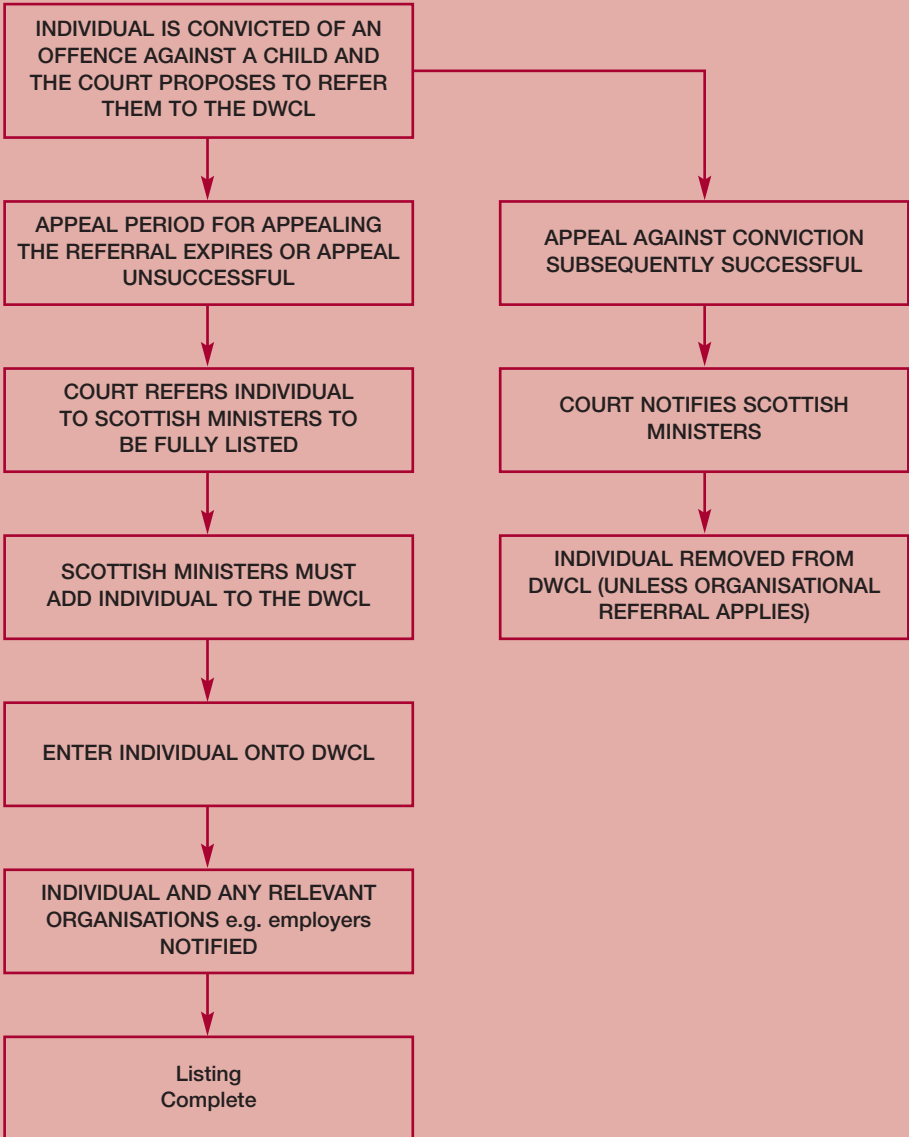 INDIVIDUAL IS CONVICTED OF AN
OFFENCE AGAINST A CHILD AND
THE COURT PROPOSES TO REFER
THEM TO THE DWCL
APPEAL PERIOD FOR APPEALING
THE REFERRAL EXPIRES OR APPEAL
UNSUCCESSFUL
COURT REFERS INDIVIDUAL
TO SCOTTISH MINISTERS TO
BE FULLY LISTED
SCOTTISH MINISTERS MUST
ADD INDIVIDUAL TO THE DWCL
ENTER INDIVIDUAL ONTO DWCL
INDIVIDUAL AND ANY RELEVANT
ORGANISATIONS e.g. employers
NOTIFIED
Listing
Complete
APPEAL AGAINST CONVICTION
SUBSEQUENTLY SUCCESSFUL
COURT NOTIFIES SCOTTISH
MINISTERS
INDIVIDUAL REMOVED FROM
DWCL (UNLESS ORGANISATIONAL
REFERRAL APPLIES)